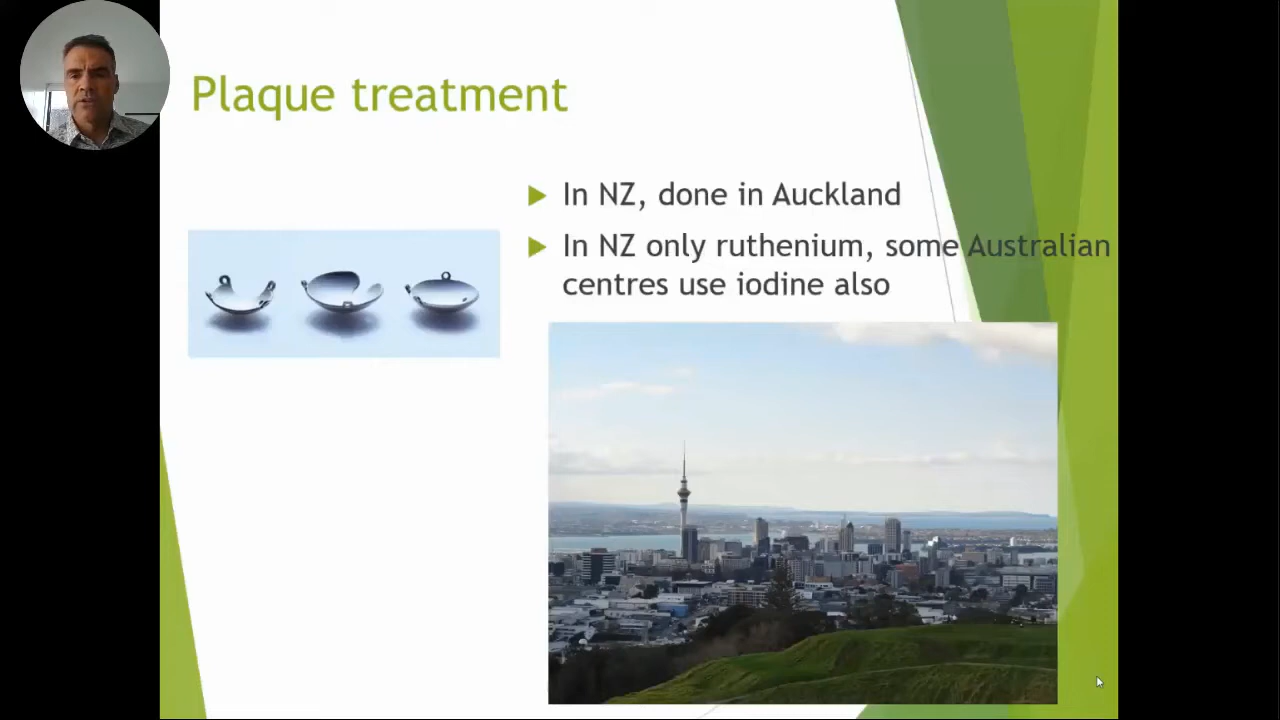 Plaque treatment
In NZ, done in Auckland
In NZ only ruthenium, some Australian
centres use iodine also